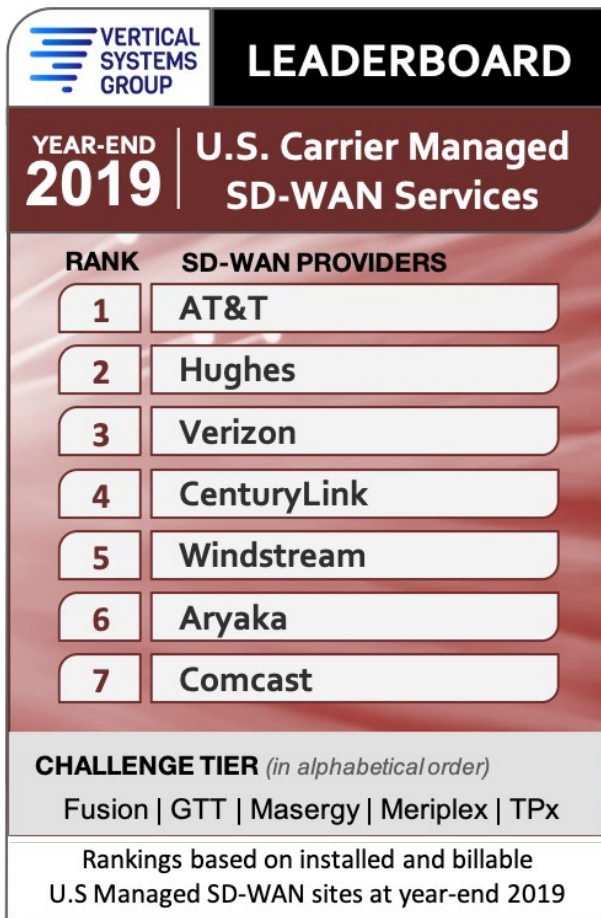 VERTICAL
SYSTEMS
GROUP
LEADERBOARD
YEAR-END
2019
U.S. Carrier Managed
SD-WAN Services
RANK SD-WAN PROVIDERS
1 AT&T
2 Hughes
3 Verizon
4 CenturyLink
5 Windstream
6 Aryaka
7 Comcast
CHALLENGE TIER (in alphabetical order)
Fusion | GTT | Masergy | Meriplex | TPx
Rankings based on installed and billable
U.S Managed SD-WAN sites at year-end 2019